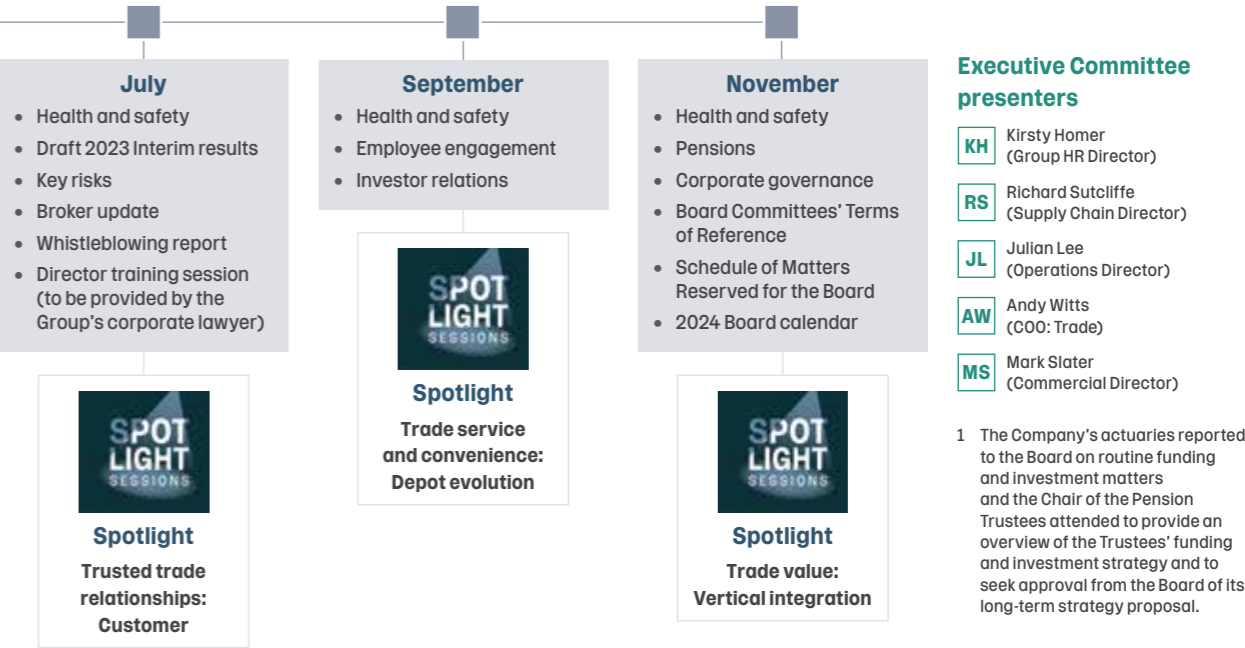 July
• Health and safety
• Draft 2023 Interim results
• Key risks
• Broker update
• Whistleblowing report
• Director training session
(to be provided by the
Group's corporate lawyer)
SPOT
LIGHT
SESSIONS
Spotlight
Trusted trade
relationships:
Customer
September
• Health and safety
• Employee engagement
• Investor relations
SPOT
LIGHT
SESSIONS
Spotlight
Trade service
and convenience:
Depot evolution
November
• Health and safety
• Pensions
• Corporate governance
• Board Committees' Terms
of Reference
• Schedule of Matters
Reserved for the Board
• 2024 Board calendar
SPOT
LIGHT
SESSIONS
Spotlight
Trade value:
Vertical integration
Executive Committee
presenters
KH Kirsty Homer
(Group HR Director)
RS Richard Sutcliffe
(Supply Chain Director)
JL Julian Lee
(Operations Director)
AW Andy Witts
(COO: Trade)
MS Mark Slater
(Commercial Director)
1 The Company's actuaries reported
to the Board on routine funding
and investment matters
and the Chair of the Pension
Trustees attended to provide an
overview of the Trustees' funding
and investment strategy and to
seek approval from the Board of its
long-term strategy proposal.